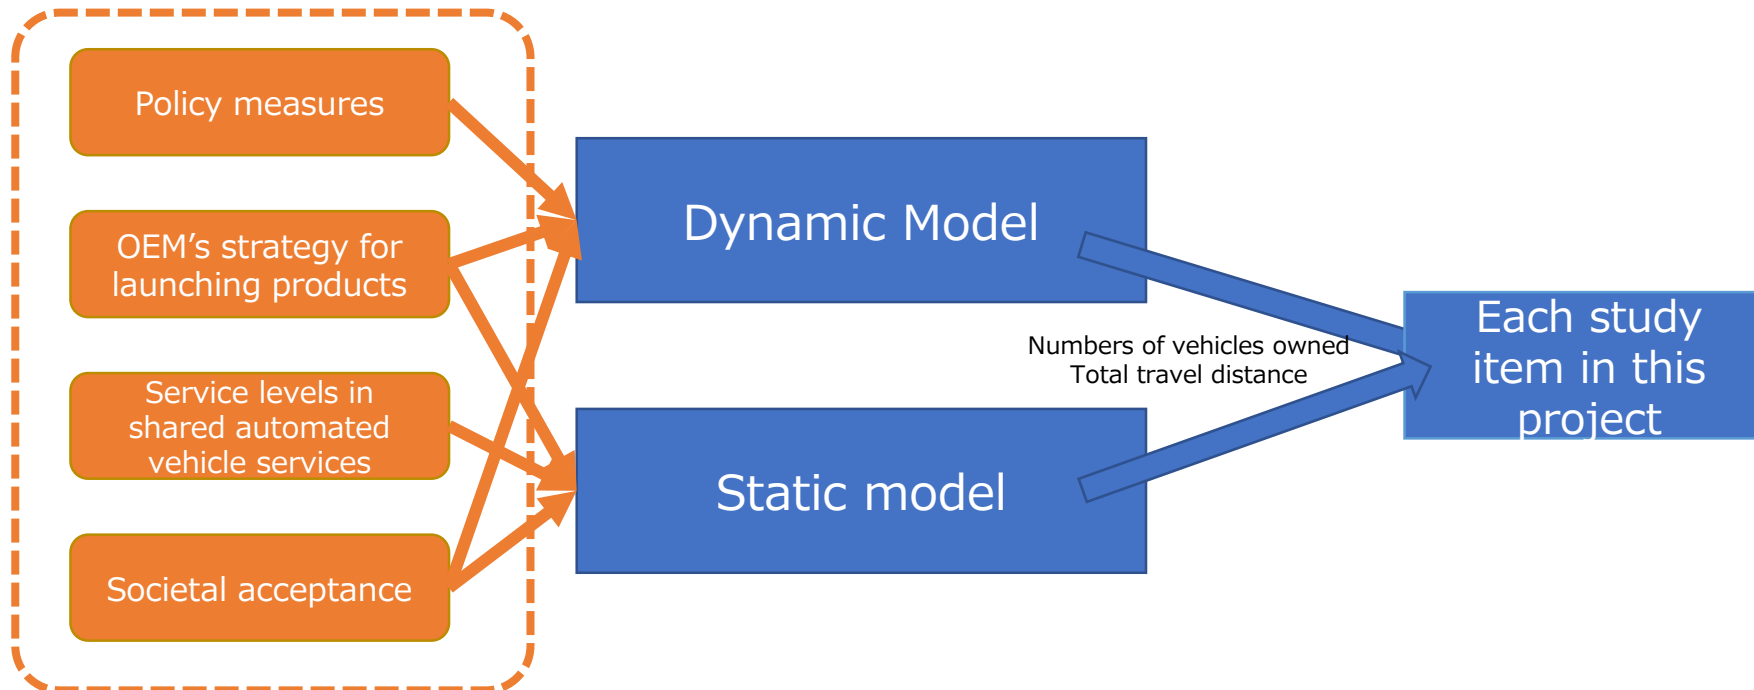 Policy measures
OEM’s strategy for
launching products
Service levels in
shared automated
vehicle services
Societal acceptance
Dynamic Model
Static model
Numbers of vehicles owned
Total travel distance
Each study
item in this
project